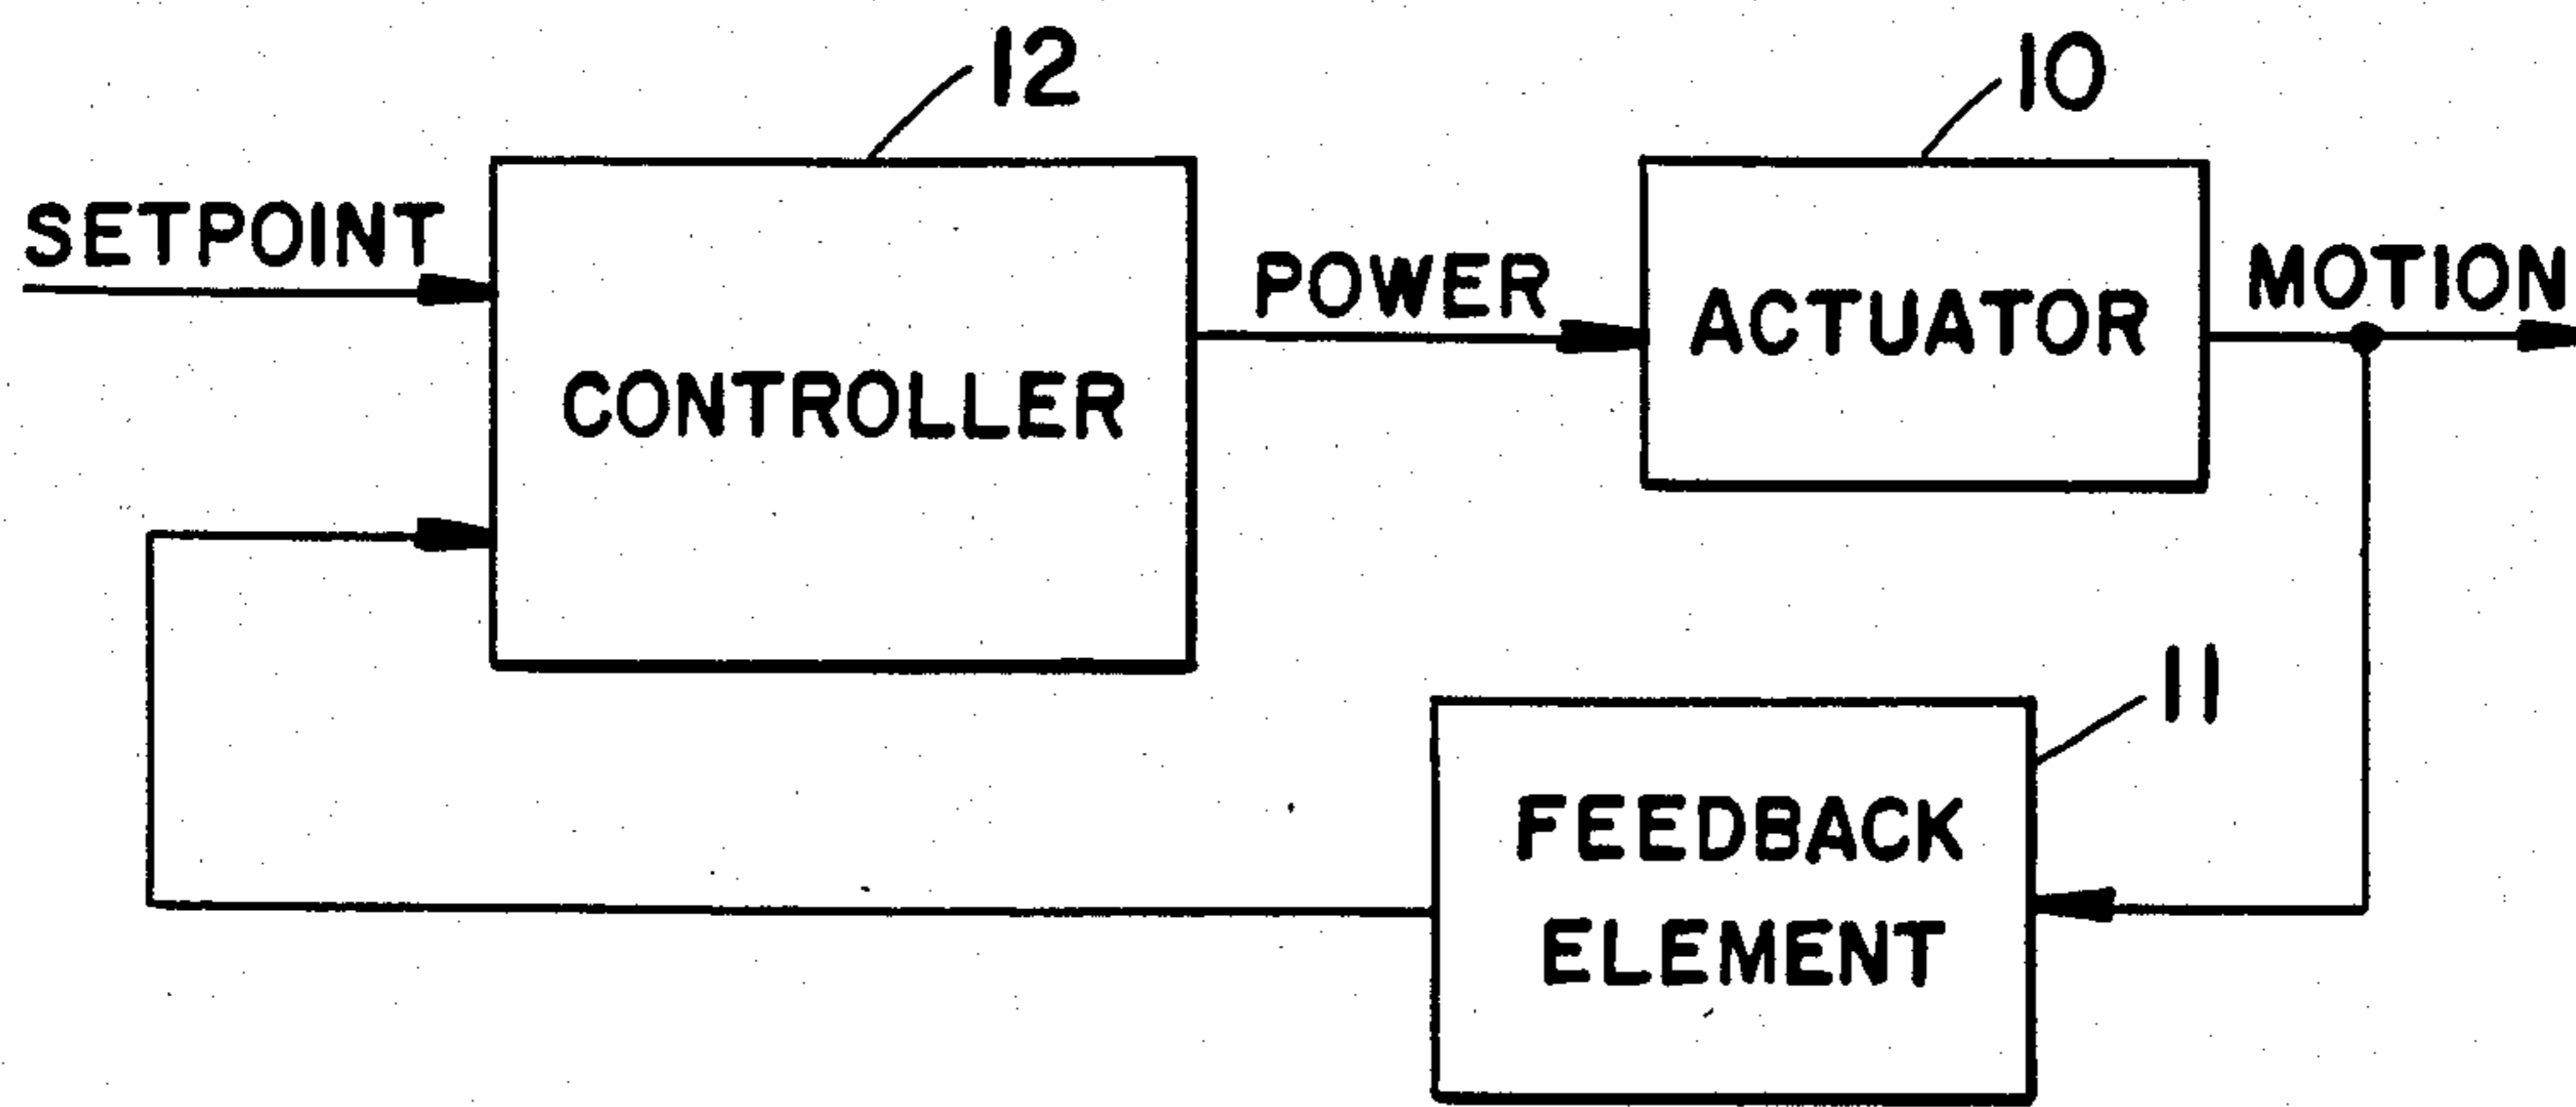 12
10
SETPOINT
POWER
MOTION
CONTROLLER
ACTUATOR
11
FEEDBACK
ELEMENT